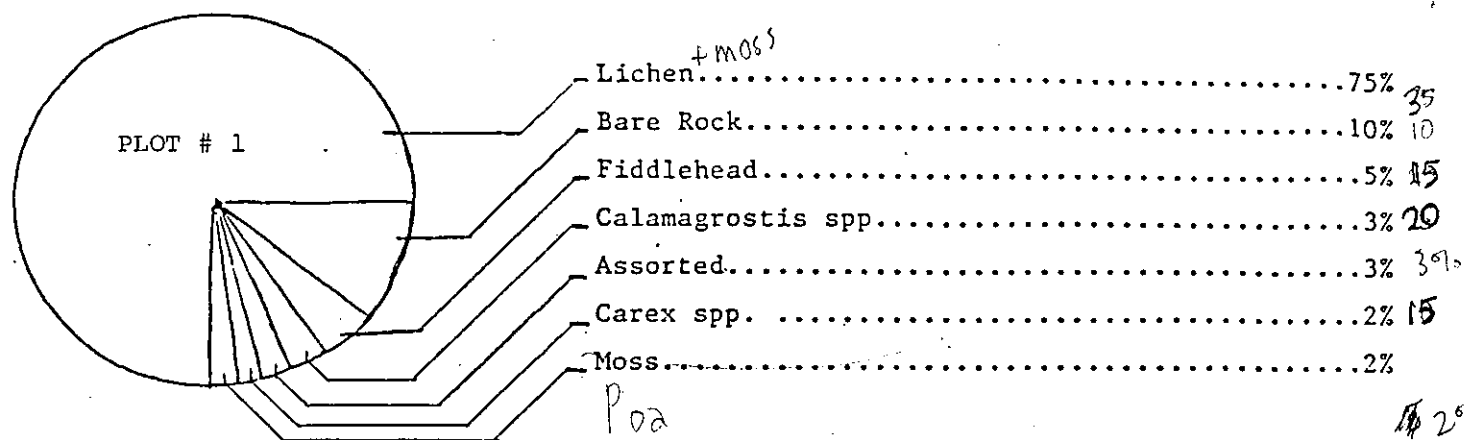 + moss
Lichen.......................................75% 35
PLOT # 1
Bare Rock....................................10% 10
Fiddlehead...................................5% 15
Calamagrostis spp............................3% 20
Assorted.....................................3% 3%
Carex spp. ..................................2% 15
Moss.........................................2%
Poa